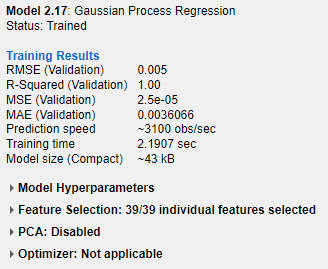 Model 2.17: Gaussian Process Regression
Status: Trained
Training Results
RMSE (Validation) 0.005
R-Squared (Validation) 1.00
MSE (Validation) 2.5e-05
MAE (Validation) 0.0036066
Prediction speed ~3100 obs/sec
Training time 2.1907 sec
Model size (Compact) ~43 kB
Model Hyperparameters
Feature Selection: 39/39 individual features selected
PCA: Disabled
Optimizer: Not applicable